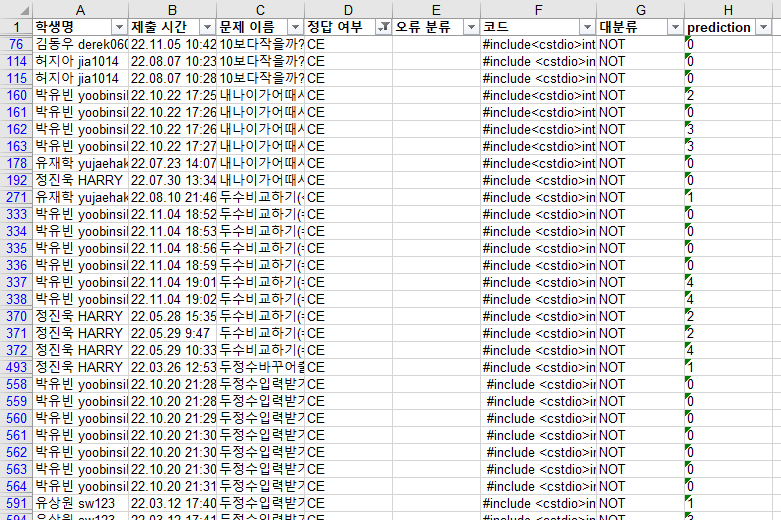 A B C D E F G H
1 학생명 제출 시간 문제 이름 정답 여부 오류 분류 코드 대분류 prediction
76 김동우 derek060 22.11.05 10:42 10보다작을까? CE #include<cstdio>int NOT 0
114 허지아 jia1014 22.08.07 10:23 10보다작을까? CE #include <cstdio>in NOT 0
115 허지아 jia1014 22.08.07 10:28 10보다작을까? CE #include <cstdio>in NOT 0
160 박유빈 yoobinsil 22.10.22 17:25 내나이가어때서 CE #include<cstdio>int NOT 2
161 박유빈 yoobinsil 22.10.22 17:26 내나이가어때서 CE #include<cstdio>int NOT 0
162 박유빈 yoobinsil 22.10.22 17:26 내나이가어때서 CE #include<cstdio>int NOT 3
163 박유빈 yoobinsil 22.10.22 17:27 내나이가어때서 CE #include<cstdio>int NOT 3
178 유재학 yujaehak 22.07.23 14:07 내나이가어때서 CE #include<cstdio>int NOT 0
192 정진욱 HARRY 22.07.30 13:34 내나이가어때서 CE #include <cstdio>in NOT 0
271 유재학 yujaehak 22.08.10 21:46 두수비교하기( CE #include <cstdio>in NOT 1
333 박유빈 yoobinsil 22.11.04 18:52 두수비교하기( CE #include <cstdio>in NOT 0
334 박유빈 yoobinsil 22.11.04 18:53 두수비교하기( CE #include <cstdio>in NOT 0
335 박유빈 yoobinsil 22.11.04 18:56 두수비교하기( CE #include <cstdio>in NOT 0
336 박유빈 yoobinsil 22.11.04 18:59 두수비교하기( CE #include <cstdio>in NOT 0
337 박유빈 yoobinsil 22.11.04 19:01 두수비교하기( CE #include <cstdio>in NOT 4
338 박유빈 yoobinsil 22.11.04 19:02 두수비교하기( CE #include <cstdio>in NOT 4
370 정진욱 HARRY 22.05.28 15:35 두수비교하기( CE #include <cstdio>in NOT 2
371 정진욱 HARRY 22.05.29 9:47 두수비교하기( CE #include <cstdio>in NOT 2
372 정진욱 HARRY 22.05.29 10:33 두수비교하기( CE #include <cstdio>in NOT 4
493 정진욱 HARRY 22.03.26 12:53 두정수바꾸어출 CE #include <cstdio>in NOT 1
558 박유빈 yoobinsil 22.10.20 21:28 두정수입력받기 CE #include <cstdio>i NOT 0
559 박유빈 yoobinsil 22.10.20 21:28 두정수입력받기 CE #include <cstdio>i NOT 0
560 박유빈 yoobinsil 22.10.20 21:29 두정수입력받기 CE #include <cstdio>i NOT 0
561 박유빈 yoobinsil 22.10.20 21:30 두정수입력받기 CE #include <cstdio>i NOT 0
562 박유빈 yoobinsil 22.10.20 21:30 두정수입력받기 CE #include <cstdio>i NOT 0
563 박유빈 yoobinsil 22.10.20 21:30 두정수입력받기 CE #include <cstdio>i NOT 0
564 박유빈 yoobinsil 22.10.20 21:31 두정수입력받기 CE #include <cstdio>i NOT 0
591 유상원 sw123 22.03.12 17:40 두정수입력받기 CE #include <cstdio>in NOT 1